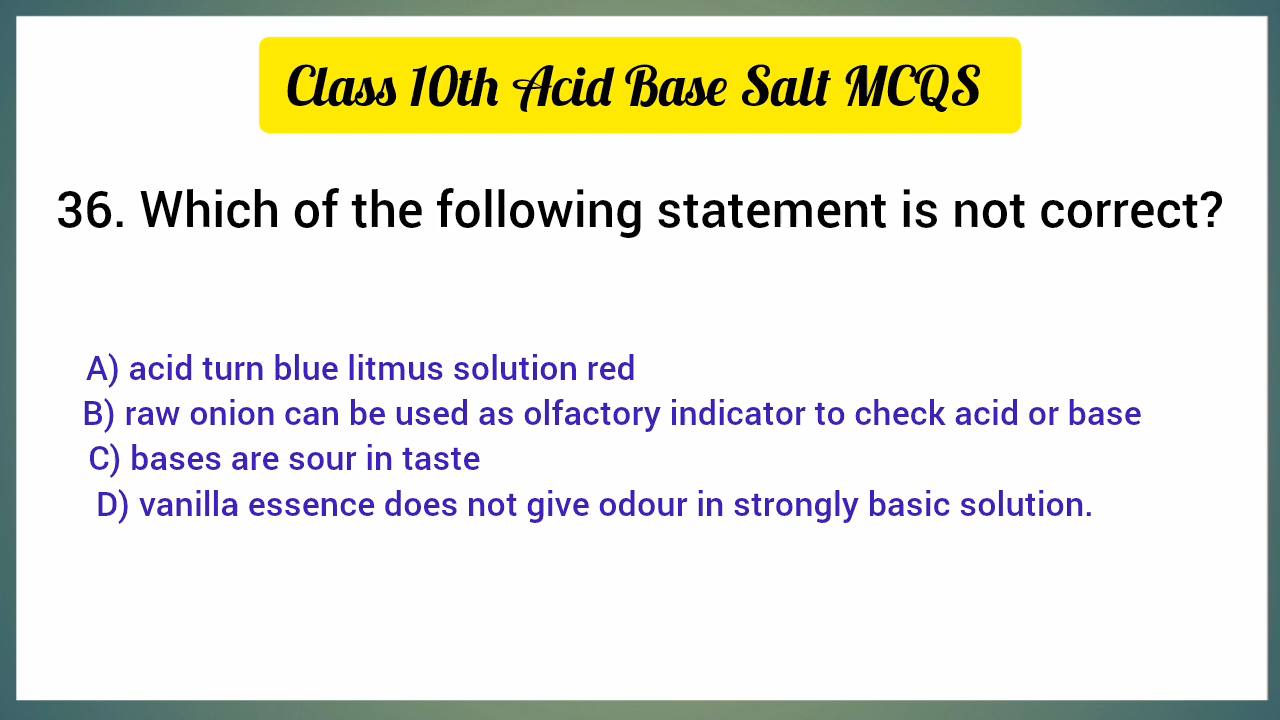 Class 10th Acid Base Salt MCQS
36. Which of the following statement is not correct?
A) acid turn blue litmus solution red
B) raw onion can be used as olfactory indicator to check acid or base
C) bases are sour in taste
D) vanilla essence does not give odour in strongly basic solution.